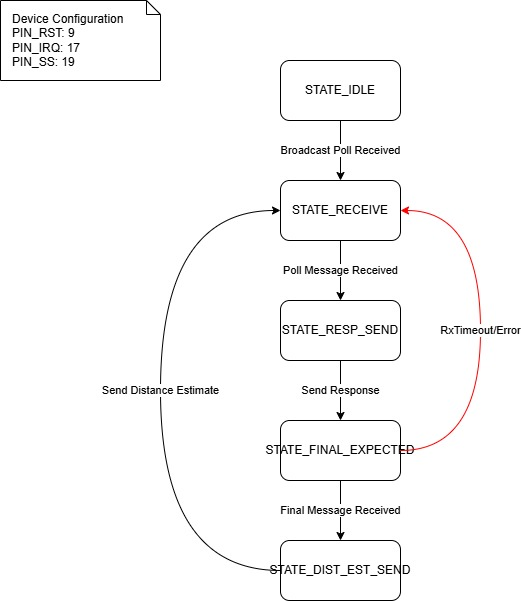 Device Configuration
PIN_RST: 9
PIN_IRQ: 17
PIN_SS: 19
STATE_IDLE
Broadcast Poll Received
STATE_RECEIVE
Poll Message Received
STATE_RESP_SEND
RxTimeout/Error
Send Distance Estimate
Send Response
STATE_FINAL_EXPECTED
Final Message Received
STATE_DIST_EST_SEND